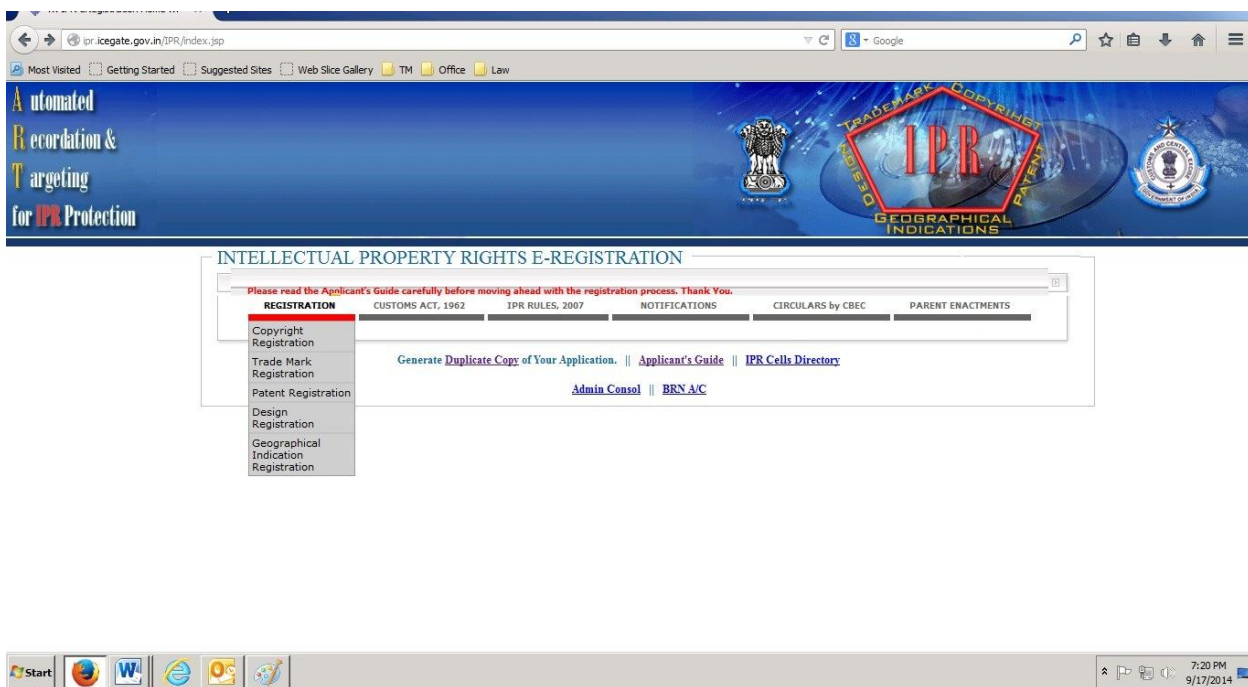 ipr.icegate.gov.in/IPR/index.jsp
Google
Most Visited Getting Started Suggested Sites Web Slice Gallery TM Office Law
Automated
Recordation &
Targeting
for IPR Protection
TRADEMARK COPYRIHGT
IPR
DESIGN
PATENT
GEOGRAPHICAL
INDICATIONS
INTELLECTUAL PROPERTY RIGHTS E-REGISTRATION
Please read the Applicant's Guide carefully before moving ahead with the registration process. Thank You.
REGISTRATION CUSTOMS ACT, 1962 IPR RULES, 2007 NOTIFICATIONS CIRCULARS by CBEC PARENT ENACTMENTS
Copyright
Registration
Trade Mark
Registration
Patent Registration
Design
Registration
Geographical
Indication
Registration
Generate Duplicate Copy of Your Application. || Applicant's Guide || IPR Cells Directory
Admin Consol || BRN A/C
Start
7:20 PM
9/17/2014